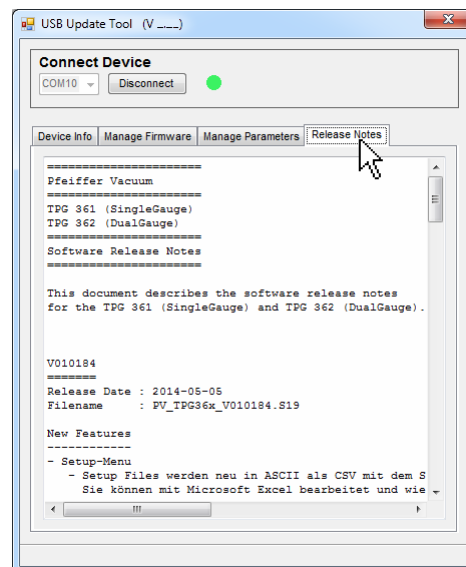 USB Update Tool (V __.__)
Connect Device
COM10 Disconnect
Device Info Manage Firmware Manage Parameters Release Notes
======================
Pfeiffer Vacuum
======================
TPG 361 (SingleGauge)
TPG 362 (DualGauge)
======================
Software Release Notes
======================
This document describes the software release notes
for the TPG 361 (SingleGauge) and TPG 362 (DualGauge).
V010184
=======
Release Date : 2014-05-05
Filename : PV_TPG36x_V010184.S19
New Features
------------
- Setup-Menu
- Setup Files werden neu in ASCII als CSV mit dem S
Sie können mit Microsoft Excel bearbeitet und wie